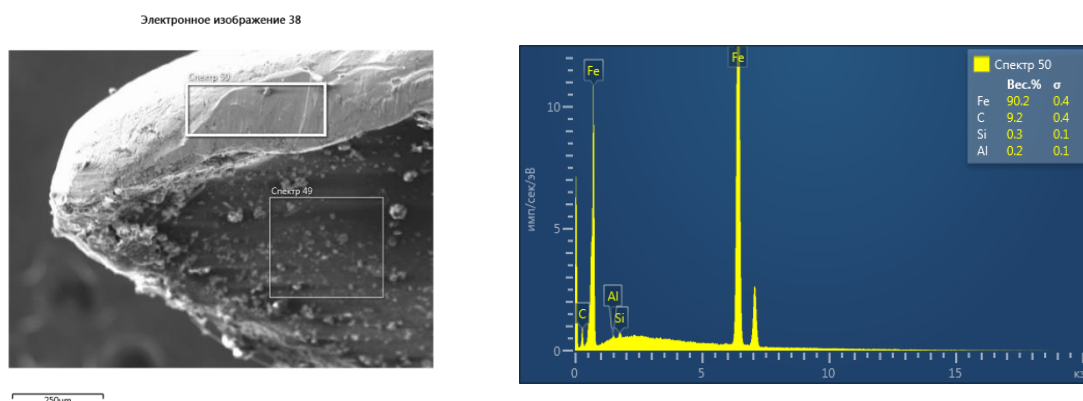 Электронное изображение 38
Спектр 50
Спектр 49
250µm
Fe
Fe
C
Al
Si
имп/сек/эВ
10
5
0
0
5
10
15
кэ
Спектр 50
Вес.% σ
Fe 90.2 0.4
C 9.2 0.4
Si 0.3 0.1
Al 0.2 0.1